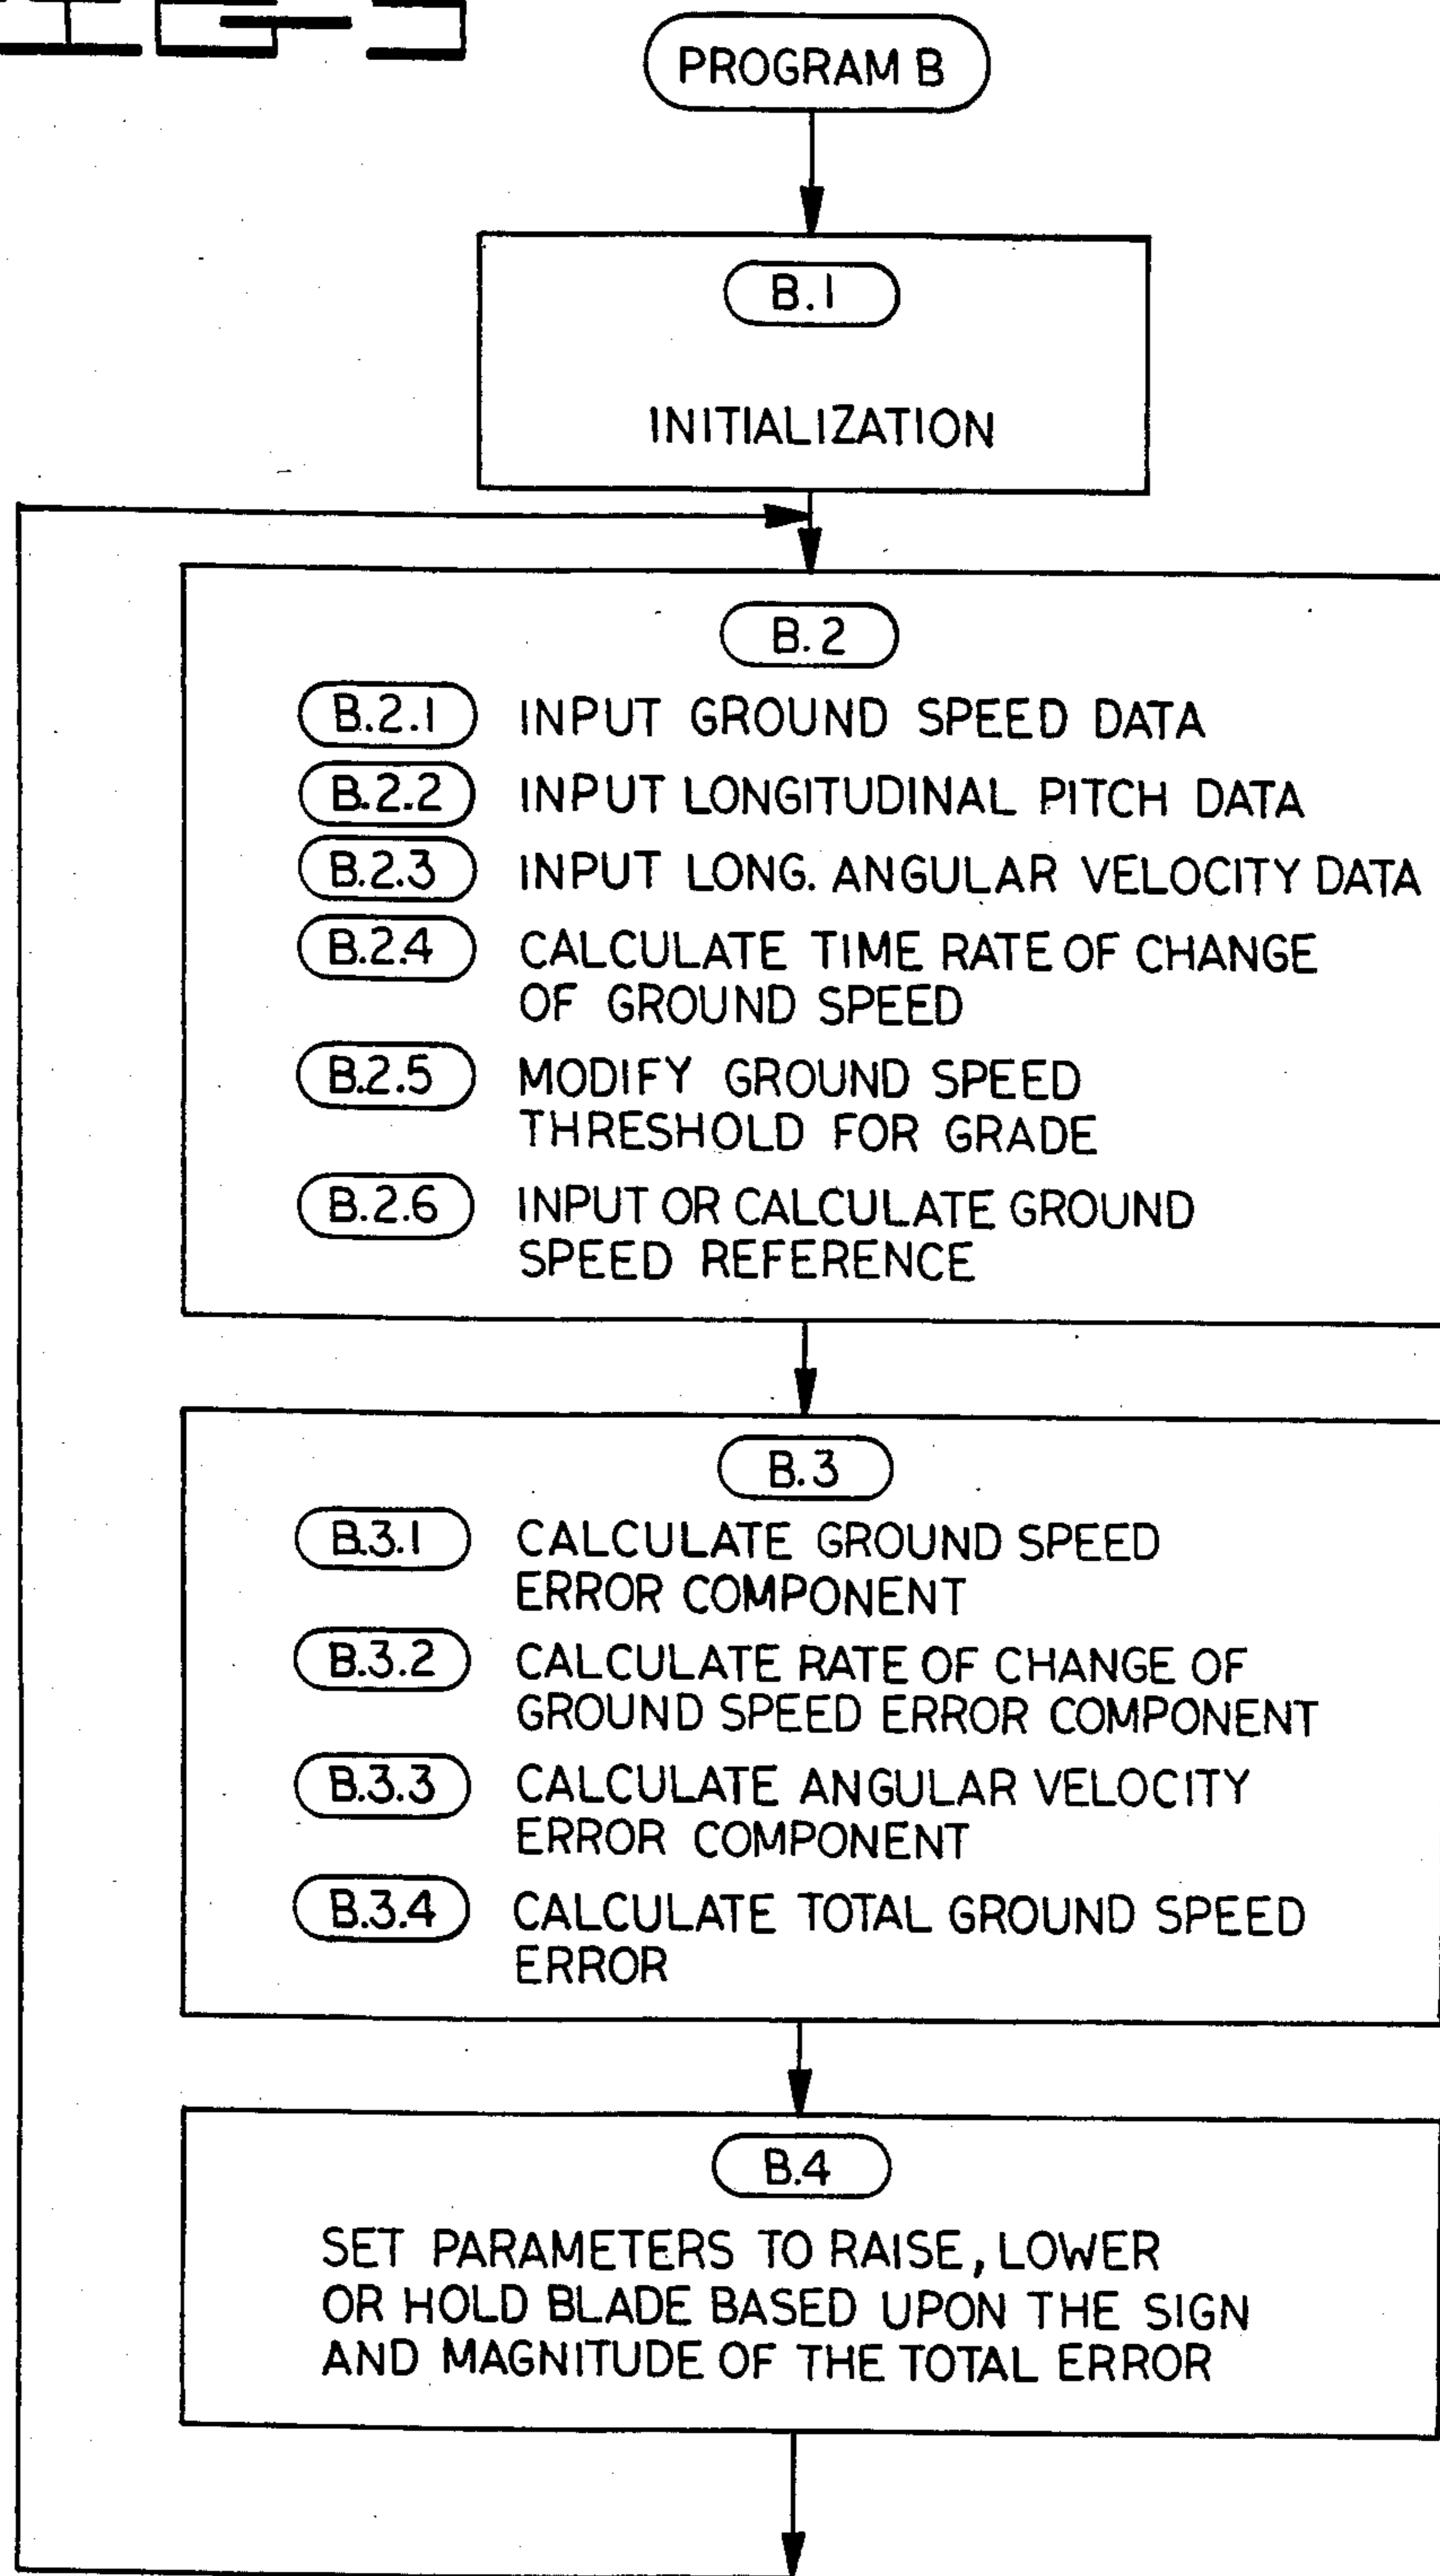 PROGRAM B
B.1
INITIALIZATION
B.2
B.2.1 INPUT GROUND SPEED DATA
B.2.2 INPUT LONGITUDINAL PITCH DATA
B.2.3 INPUT LONG. ANGULAR VELOCITY DATA
B.2.4 CALCULATE TIME RATE OF CHANGE
OF GROUND SPEED
B.2.5 MODIFY GROUND SPEED
THRESHOLD FOR GRADE
B.2.6 INPUT OR CALCULATE GROUND
SPEED REFERENCE
B.3
B.3.1 CALCULATE GROUND SPEED
ERROR COMPONENT
B.3.2 CALCULATE RATE OF CHANGE OF
GROUND SPEED ERROR COMPONENT
B.3.3 CALCULATE ANGULAR VELOCITY
ERROR COMPONENT
B.3.4 CALCULATE TOTAL GROUND SPEED
ERROR
B.4
SET PARAMETERS TO RAISE, LOWER
OR HOLD BLADE BASED UPON THE SIGN
AND MAGNITUDE OF THE TOTAL ERROR